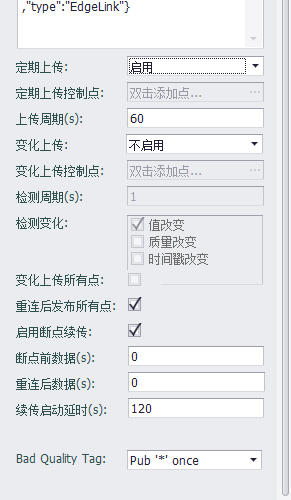 ,"type":"EdgeLink"}
定期上传: 启用
定期上传控制点: 双击添加点... ...
上传周期(s): 60
变化上传: 不启用
变化上传控制点: 双击添加点... ...
检测周期(s): 1
检测变化: 值改变
质量改变
时间戳改变
变化上传所有点:
重连后发布所有点:
启用断点续传:
断点前数据(s): 0
重连后数据(s): 0
续传启动延时(s): 120
Bad Quality Tag: Pub '*' once